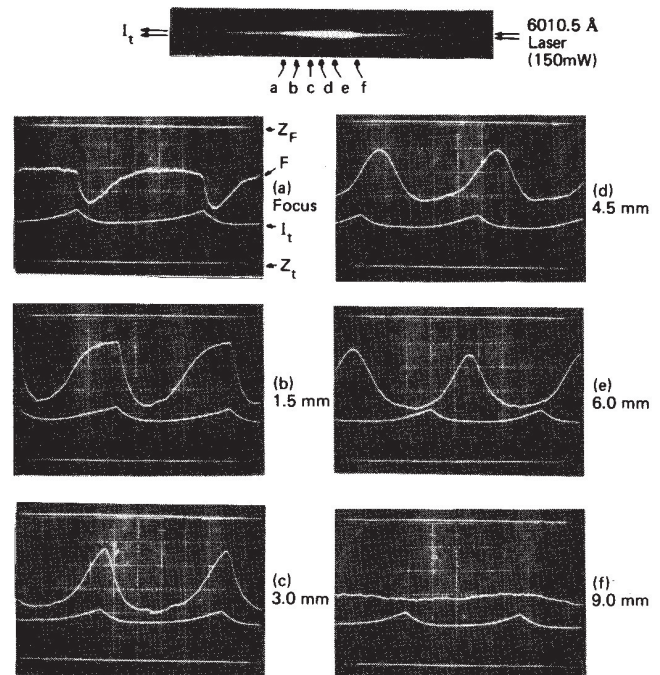 I_t
6010.5 Å
Laser
(150mW)
a b c d e f
Z_F
F
(a)
Focus
I_t
Z_t
(d)
4.5 mm
(b)
1.5 mm
(e)
6.0 mm
(c)
3.0 mm
(f)
9.0 mm